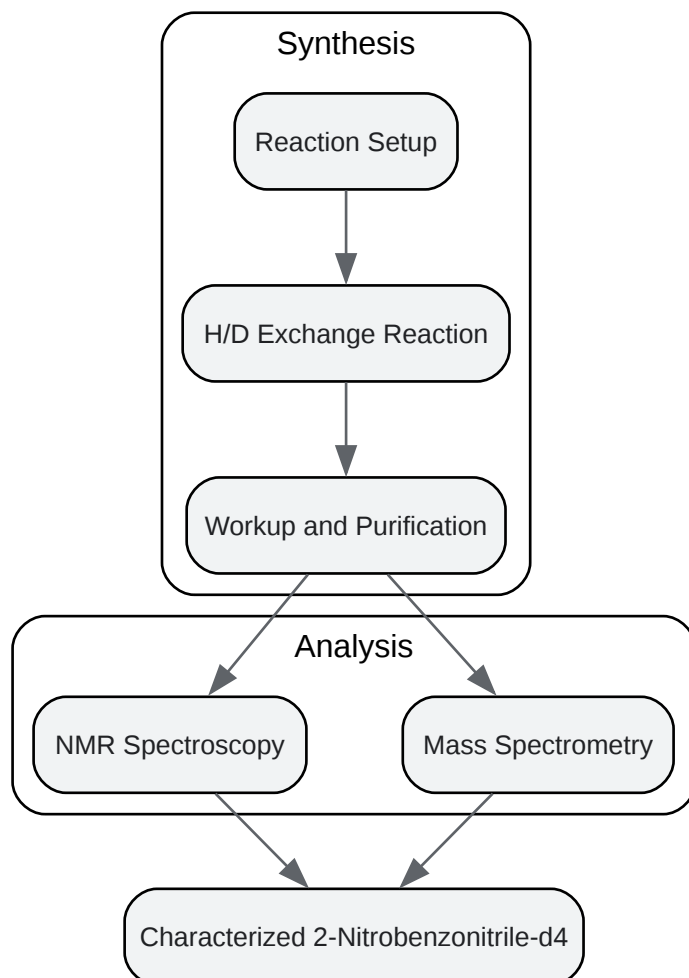 Synthesis
Reaction Setup
H/D Exchange Reaction
Workup and Purification
Analysis
NMR Spectroscopy
Mass Spectrometry
Characterized 2-Nitrobenzonitrile-d4